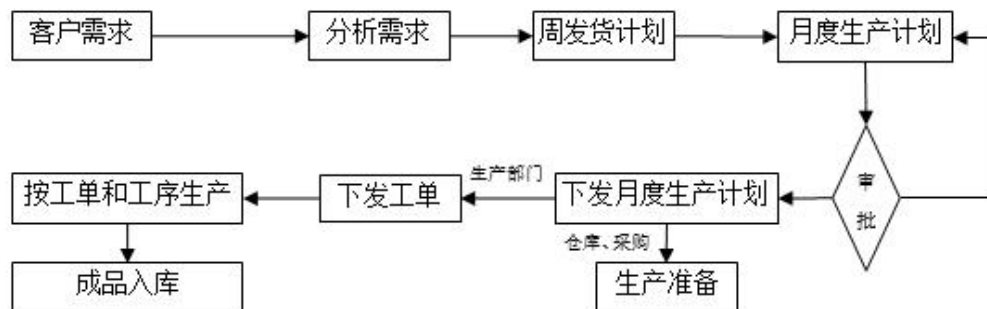 客户需求
分析需求
周发货计划
月度生产计划
审
批
生产部门
按工单和工序生产
下发工单
下发月度生产计划
仓库、采购
成品入库
生产准备